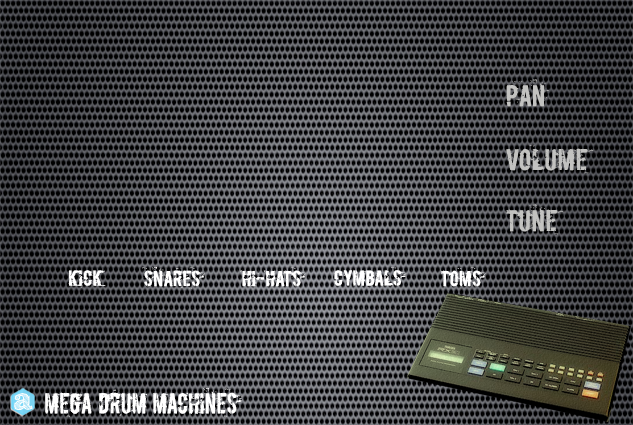 PAN
VOLUME
TUNE
KICK SNARES HI-HATS CYMBALS TOMS
MEGA DRUM MACHINES